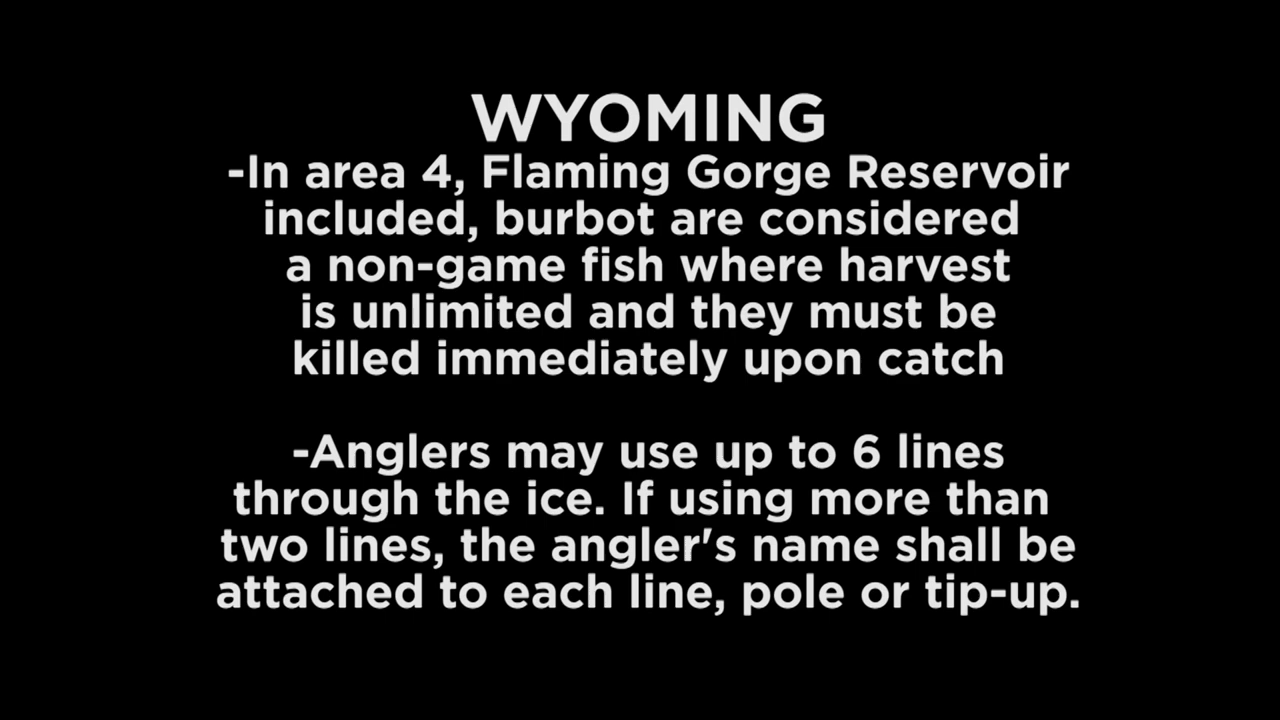 WYOMING
-In area 4, Flaming Gorge Reservoir
included, burbot are considered
a non-game fish where harvest
is unlimited and they must be
killed immediately upon catch
-Anglers may use up to 6 lines
through the ice. If using more than
two lines, the angler's name shall be
attached to each line, pole or tip-up.